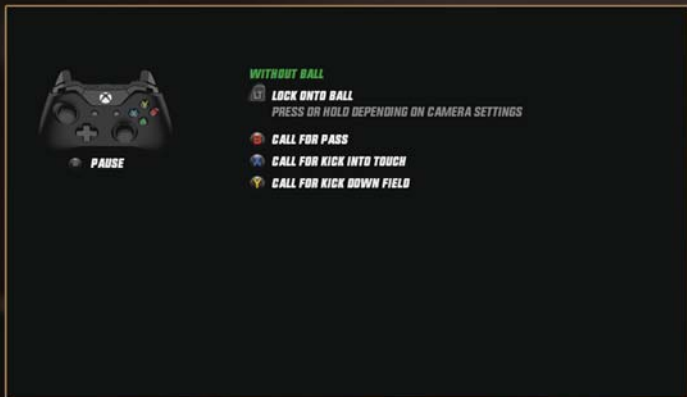 WITHOUT BALL
LT LOCK ONTO BALL
PRESS OR HOLD DEPENDING ON CAMERA SETTINGS
B CALL FOR PASS
X CALL FOR KICK INTO TOUCH
Y CALL FOR KICK DOWN FIELD
PAUSE